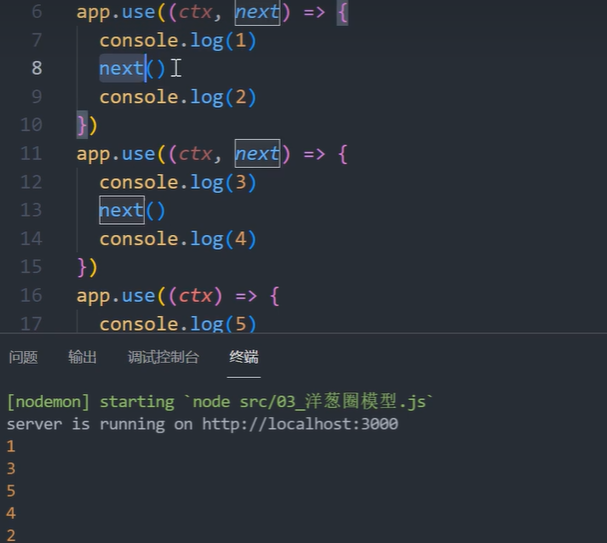 6 app.use((ctx, next) => {
7 console.log(1)
8 next()
9 console.log(2)
10 })
11 app.use((ctx, next) => {
12 console.log(3)
13 next()
14 console.log(4)
15 })
16 app.use((ctx) => {
17 console.log(5)
问题 输出 调试控制台 终端
[nodemon] starting `node src/03_洋葱圈模型.js`
server is running on http://localhost:3000
1
3
5
4
2